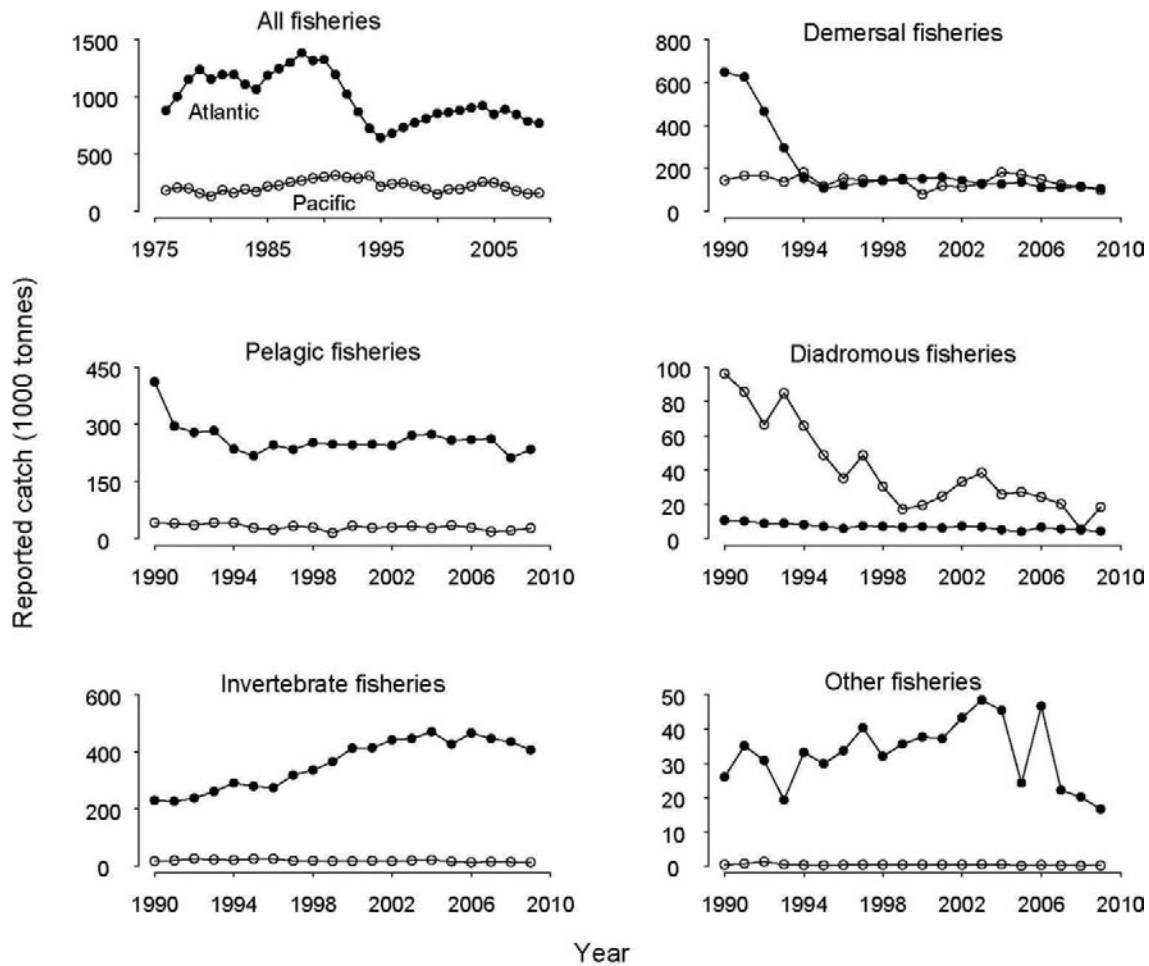 All fisheries
1500
1000
500
0
Atlantic
Pacific
1975 1985 1995 2005
Demersal fisheries
800
600
400
200
0
1990 1994 1998 2002 2006 2010
Reported catch (1000 tonnes)
Pelagic fisheries
450
300
150
0
1990 1994 1998 2002 2006 2010
Diadromous fisheries
100
80
60
40
20
0
1990 1994 1998 2002 2006 2010
Invertebrate fisheries
600
400
200
0
1990 1994 1998 2002 2006 2010
Other fisheries
50
40
30
20
10
0
1990 1994 1998 2002 2006 2010
Year